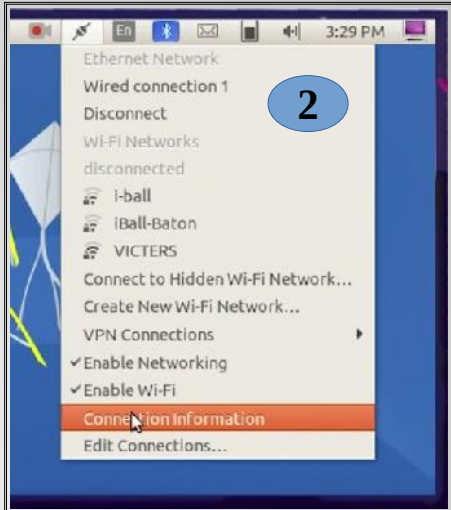 En 3:29 PM
Ethernet Network
Wired connection 1
2
Disconnect
Wi-Fi Networks
disconnected
i-ball
iBall-Baton
VICTERS
Connect to Hidden Wi-Fi Network...
Create New Wi-Fi Network...
VPN Connections
Enable Networking
Enable Wi-Fi
Connection Information
Edit Connections...